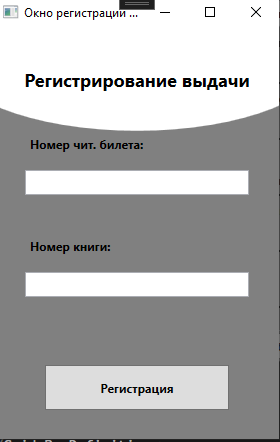 Окно регистрации ...
Регистрирование выдачи
Номер чит. билета:
Номер книги:
Регистрация